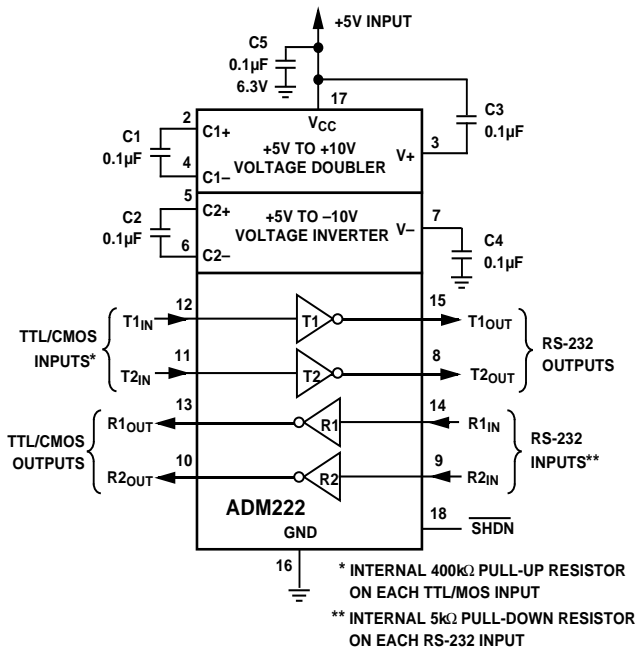 +5V INPUT
C5
0.1µF
6.3V
17
C3
0.1µF
2
C1+
VCC
C1
0.1µF
+5V TO +10V
VOLTAGE DOUBLER
V+
3
4
C1–
5
C2+
C2
0.1µF
+5V TO –10V
VOLTAGE INVERTER
V–
7
6
C2–
C4
0.1µF
TTL/CMOS
INPUTS*
T1IN
12
T1
15
T1OUT
RS-232
OUTPUTS
T2IN
11
T2
8
T2OUT
TTL/CMOS
OUTPUTS
R1OUT
13
R1
14
R1IN
RS-232
INPUTS**
R2OUT
10
R2
9
R2IN
ADM222
GND
18
SHDN
16
* INTERNAL 400kΩ PULL-UP RESISTOR
ON EACH TTL/MOS INPUT
** INTERNAL 5kΩ PULL-DOWN RESISTOR
ON EACH RS-232 INPUT